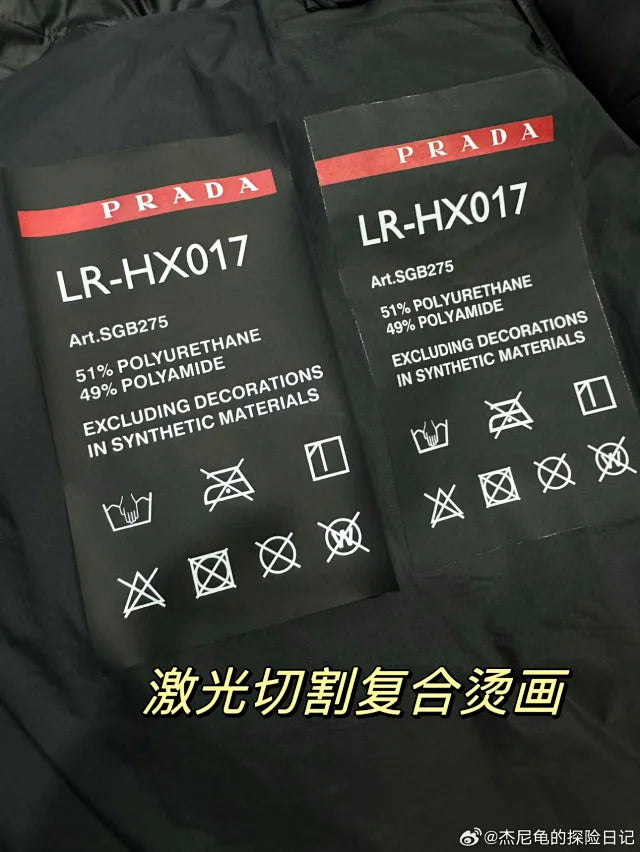 PRADA
LR-HX017
Art.SGB275
51% POLYURETHANE
49% POLYAMIDE
EXCLUDING DECORATIONS
IN SYNTHETIC MATERIALS
W
PRADA
LR-HX017
Art.SGB275
51% POLYURETHANE
49% POLYAMIDE
EXCLUDING DECORATIONS
IN SYNTHETIC MATERIALS
W
激光切割复合烫画
@杰尼龟的探险日记